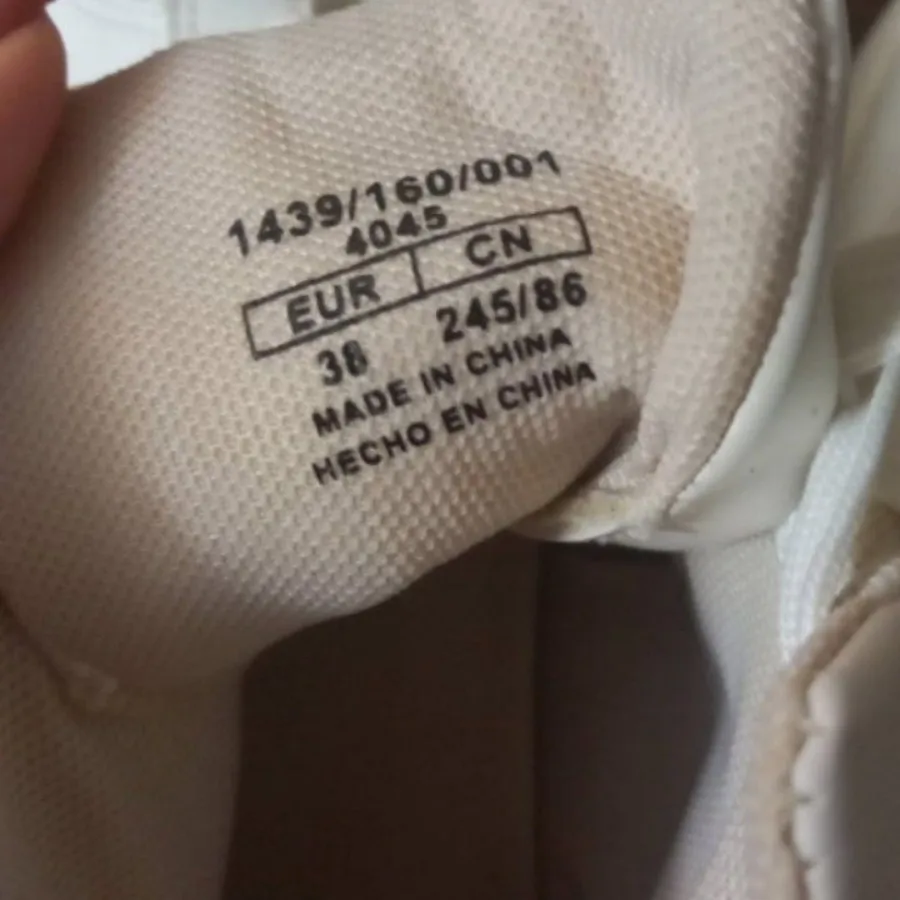 1439/160/001
4045
EUR CN
38 245/86
MADE IN CHINA
HECHO EN CHINA